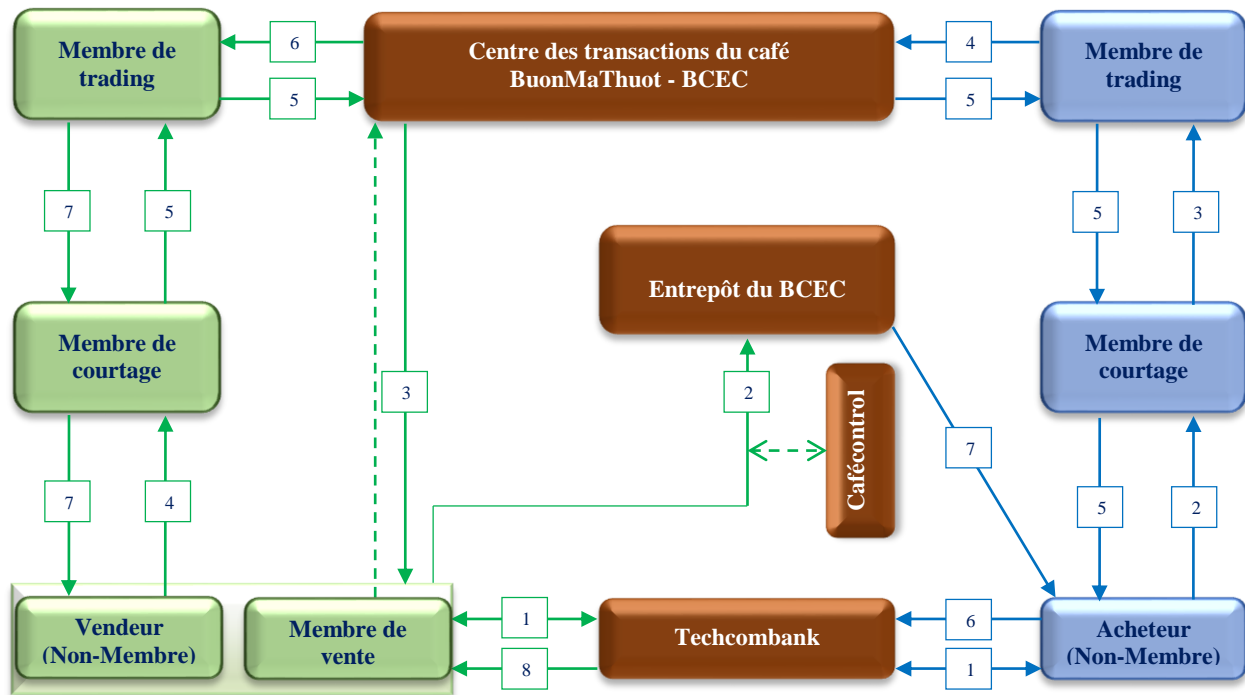 Membre de
trading
6
5
Centre des transactions du café
BuonMaThuot - BCEC
4
5
Membre de
trading
7
5
5
3
Entrepôt du BCEC
Membre de
courtage
3
2
Cafécontrol
Membre de
courtage
7
7
4
5
2
Vendeur
(Non-Membre)
Membre de
vente
1
8
Techcombank
6
1
Acheteur
(Non-Membre)